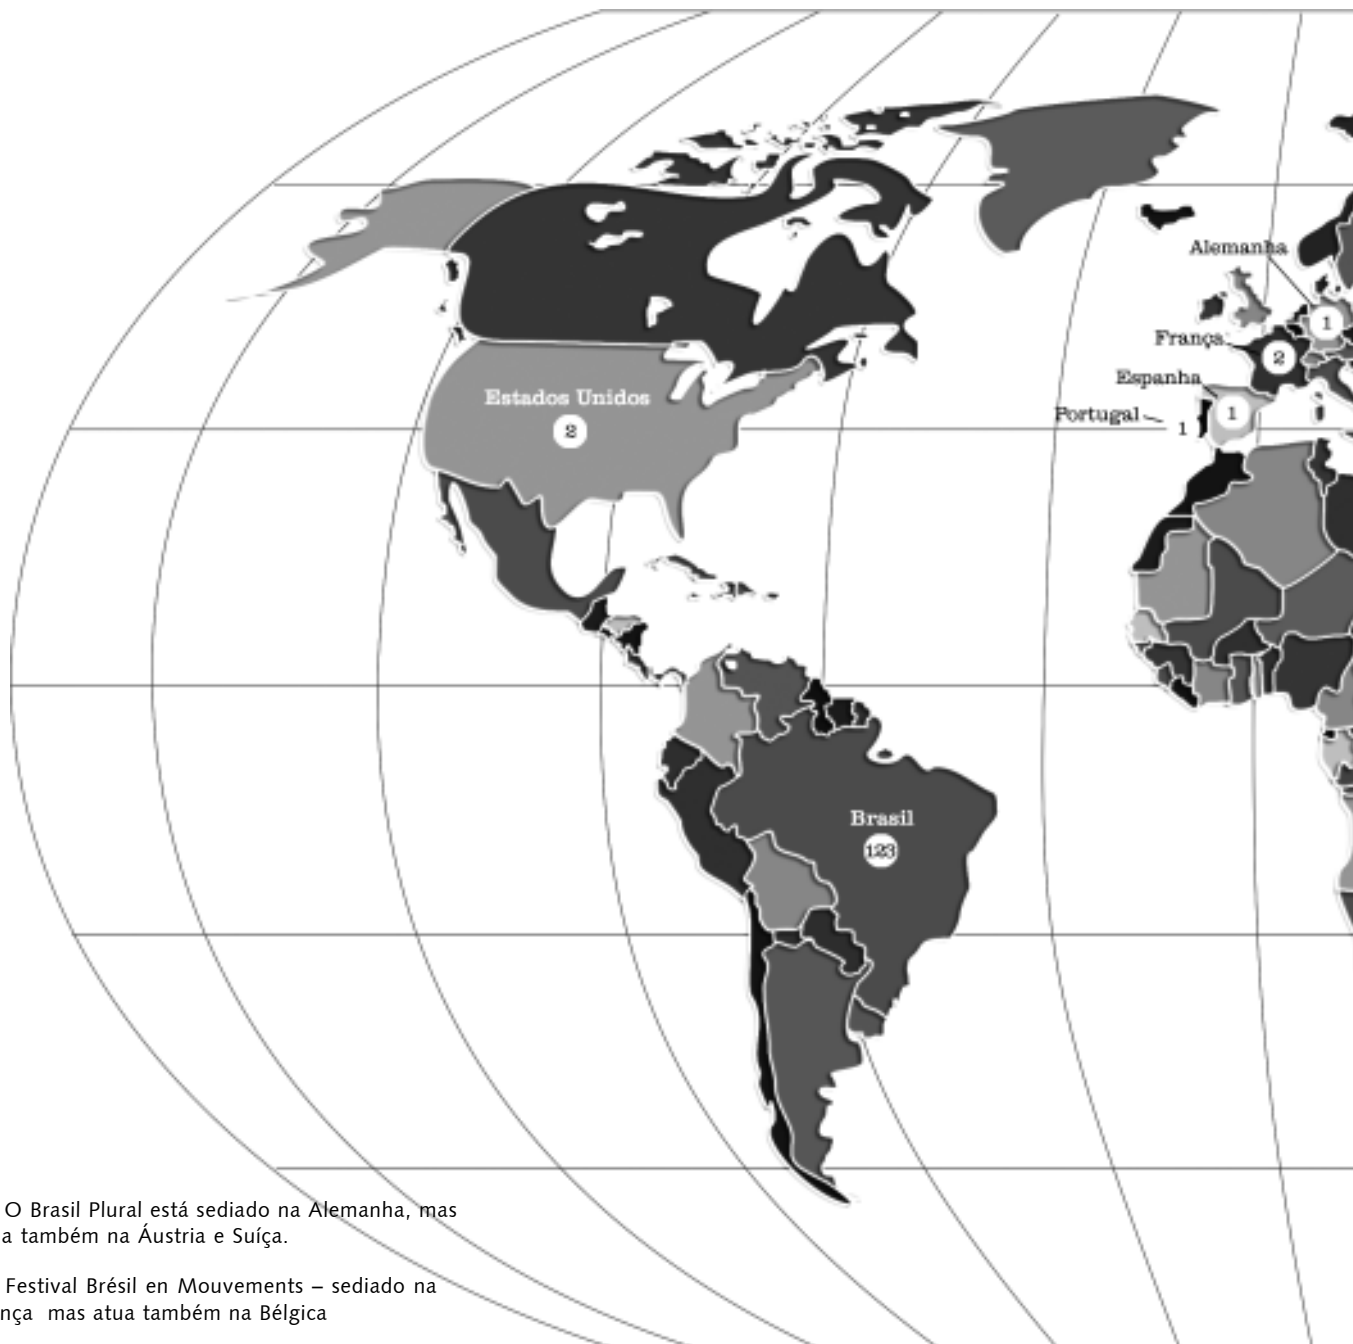 Alemanha
1
França
2
Espanha
1
Portugal
1
Estados Unidos
2
Brasil
123
O Brasil Plural está sediado na Alemanha, mas
a também na Áustria e Suíça.
Festival Brésil en Mouvements – sediado na
nça mas atua também na Bélgica